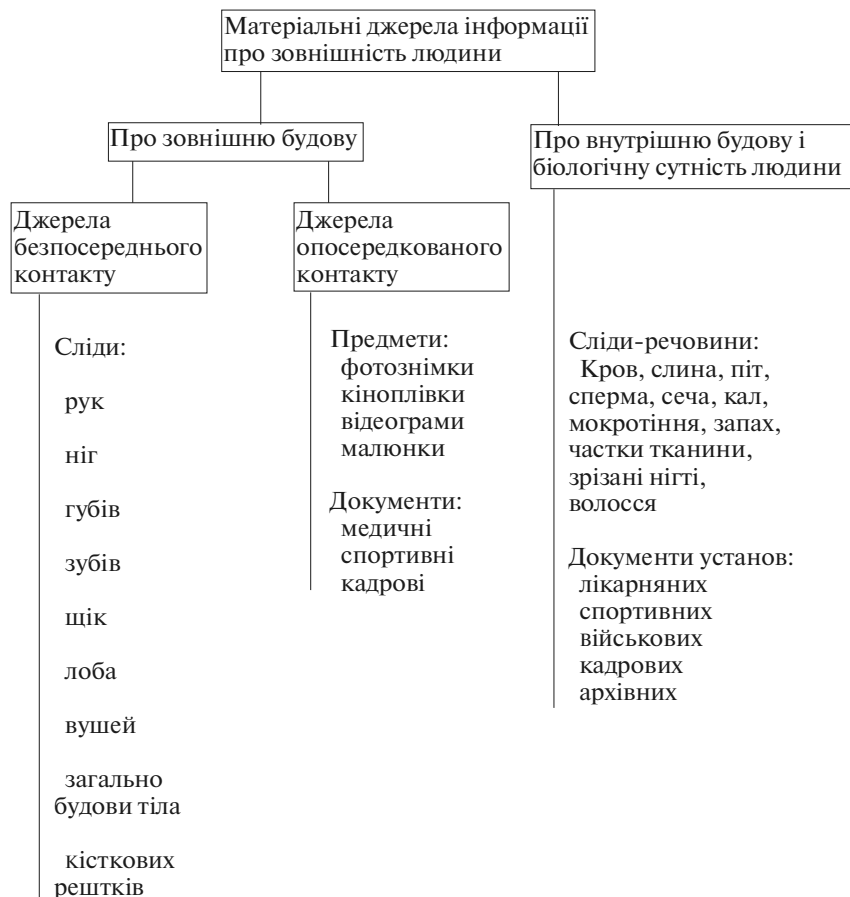 Матеріальні джерела інформації
про зовнішність людини
Про зовнішню будову
Про внутрішню будову і
біологічну сутність людини
Джерела
безпосереднього
контакту
Джерела
опосередкованого
контакту
Сліди:
рук
ніг
губів
зубів
щік
лоба
вушей
загально
будови тіла
кісткових
рештків
Предмети:
фотознімки
кіноплівки
відеограми
малюнки
Документи:
медичні
спортивні
кадрові
Сліди-речовини:
Кров, слина, піт,
сперма, сеча, кал,
мокротіння, запах,
частки тканини,
зрізані нігті,
волосся
Документи установ:
лікарняних
спортивних
військових
кадрових
архівних